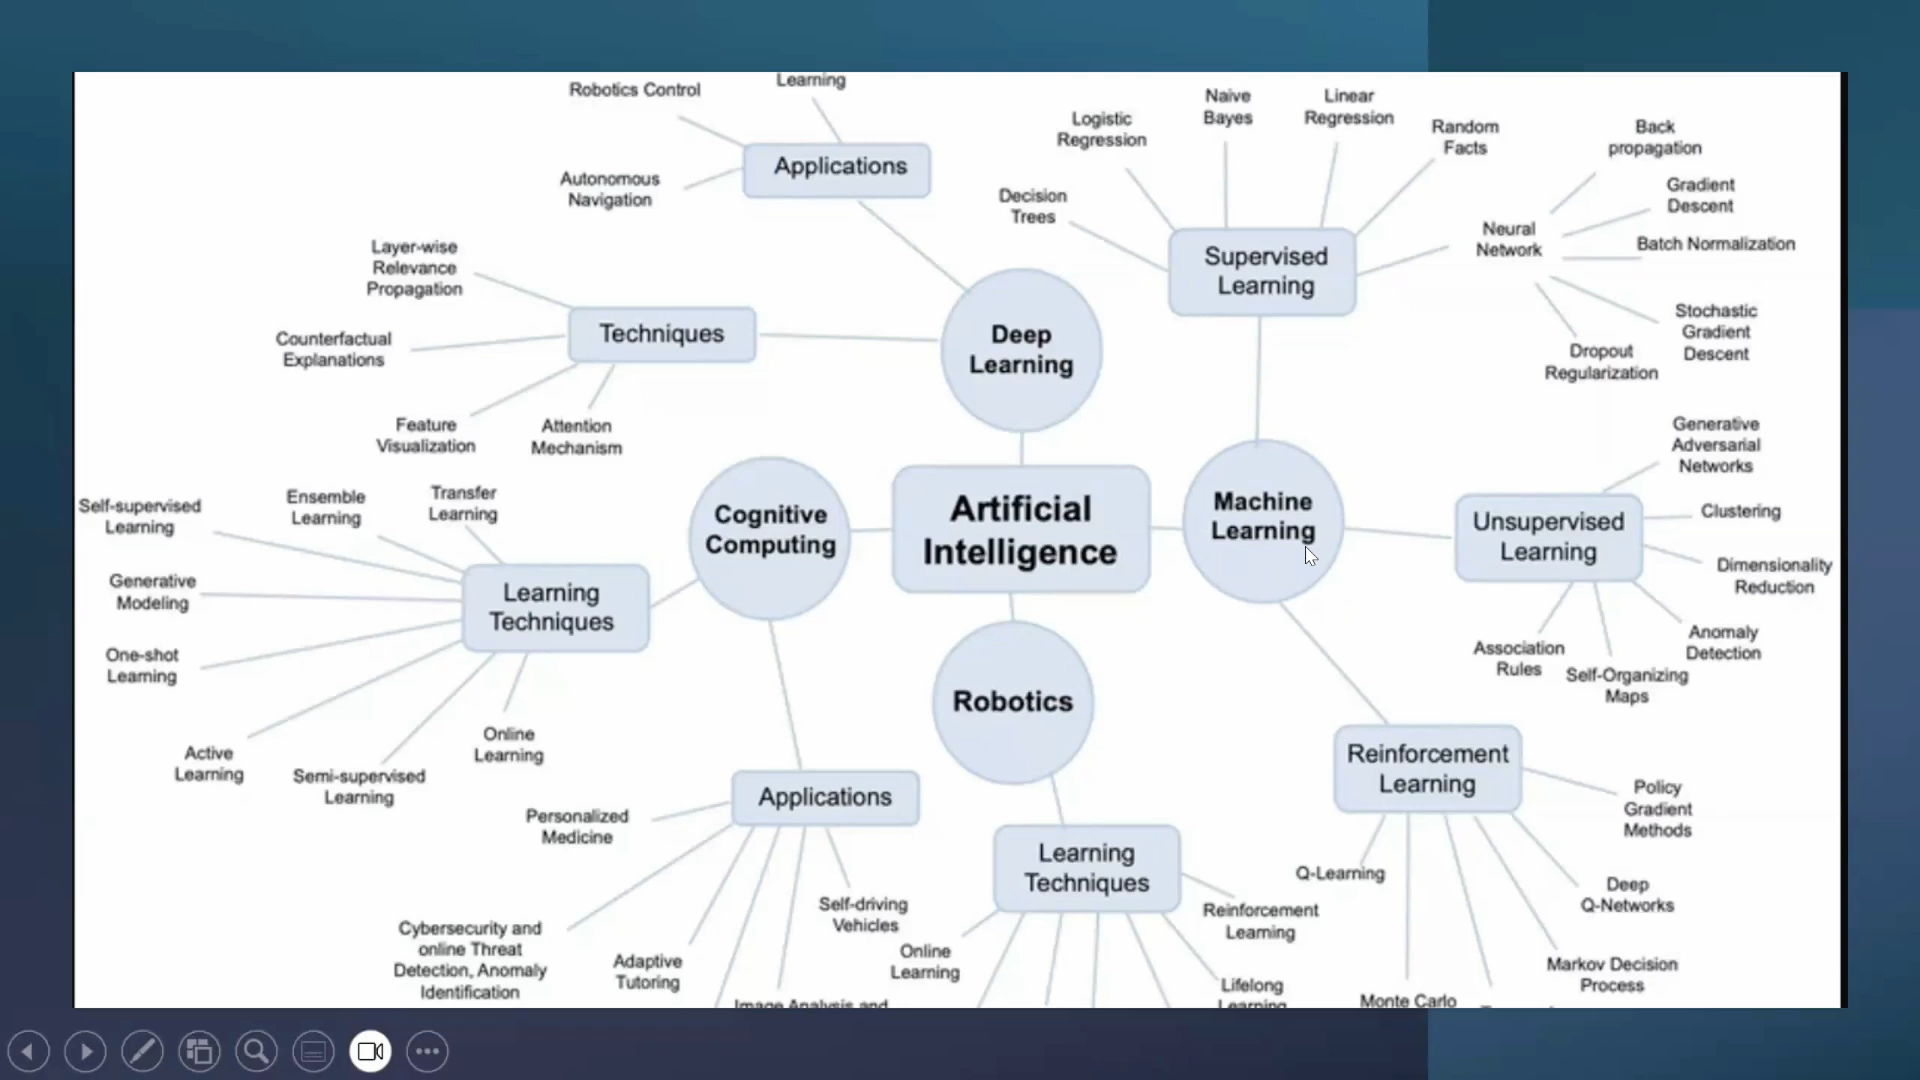 Robotics Control
Learning
Applications
Autonomous
Navigation
Layer-wise
Relevance
Propagation
Techniques
Counterfactual
Explanations
Feature
Visualization
Attention
Mechanism
Deep
Learning
Logistic
Regression
Naive
Bayes
Linear
Regression
Random
Facts
Decision
Trees
Supervised
Learning
Neural
Network
Back
propagation
Gradient
Descent
Batch Normalization
Stochastic
Gradient
Descent
Dropout
Regularization
Artificial
Intelligence
Cognitive
Computing
Machine
Learning
Robotics
Self-supervised
Learning
Ensemble
Learning
Transfer
Learning
Generative
Modeling
Learning
Techniques
One-shot
Learning
Active
Learning
Semi-supervised
Learning
Online
Learning
Generative
Adversarial
Networks
Unsupervised
Learning
Clustering
Dimensionality
Reduction
Anomaly
Detection
Association
Rules
Self-Organizing
Maps
Applications
Personalized
Medicine
Cybersecurity and
online Threat
Detection, Anomaly
Identification
Adaptive
Tutoring
Image Analysis and
Self-driving
Vehicles
Learning
Techniques
Online
Learning
Reinforcement
Learning
Lifelong
Learning
Reinforcement
Learning
Policy
Gradient
Methods
Q-Learning
Deep
Q-Networks
Markov Decision
Process
Monte Carlo